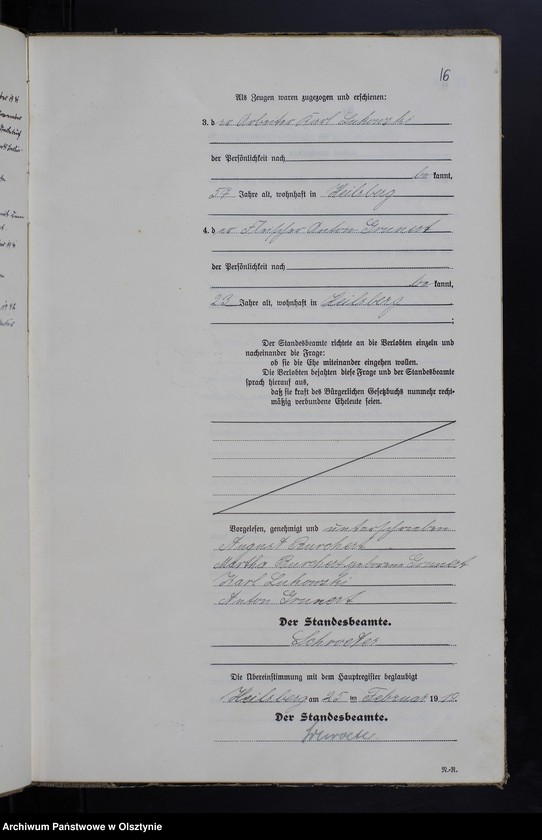 16
Als Zeugen waren zugezogen und erschienen:
3. der Arbeiter Karl Lukowski
der Persönlichkeit nach
bekannt,
57 Jahre alt, wohnhaft in Heilsberg
4. der Fleischer Anton Grunert
der Persönlichkeit nach
bekannt,
23 Jahre alt, wohnhaft in Heilsberg
;
Der Standesbeamte richtete an die Verlobten einzeln und
nacheinander die Frage:
ob sie die Ehe miteinander eingehen wollen.
Die Verlobten bejahten diese Frage und der Standesbeamte
sprach hierauf aus,
daß sie kraft des Bürgerlichen Gesetzbuchs nunmehr recht-
mäßig verbundene Eheleute seien.
Vorgelesen, genehmigt und unterschrieben
August Burchert
Martha Burchert geborene Grunert
Karl Lukowski
Anton Grunert
Der Standesbeamte.
Schroeter
Die Übereinstimmung mit dem Hauptregister beglaubigt
Heilsberg am 25 ten Februar 19
Der Standesbeamte.
N.-R.
Archiwum Państwowe w Olsztynie